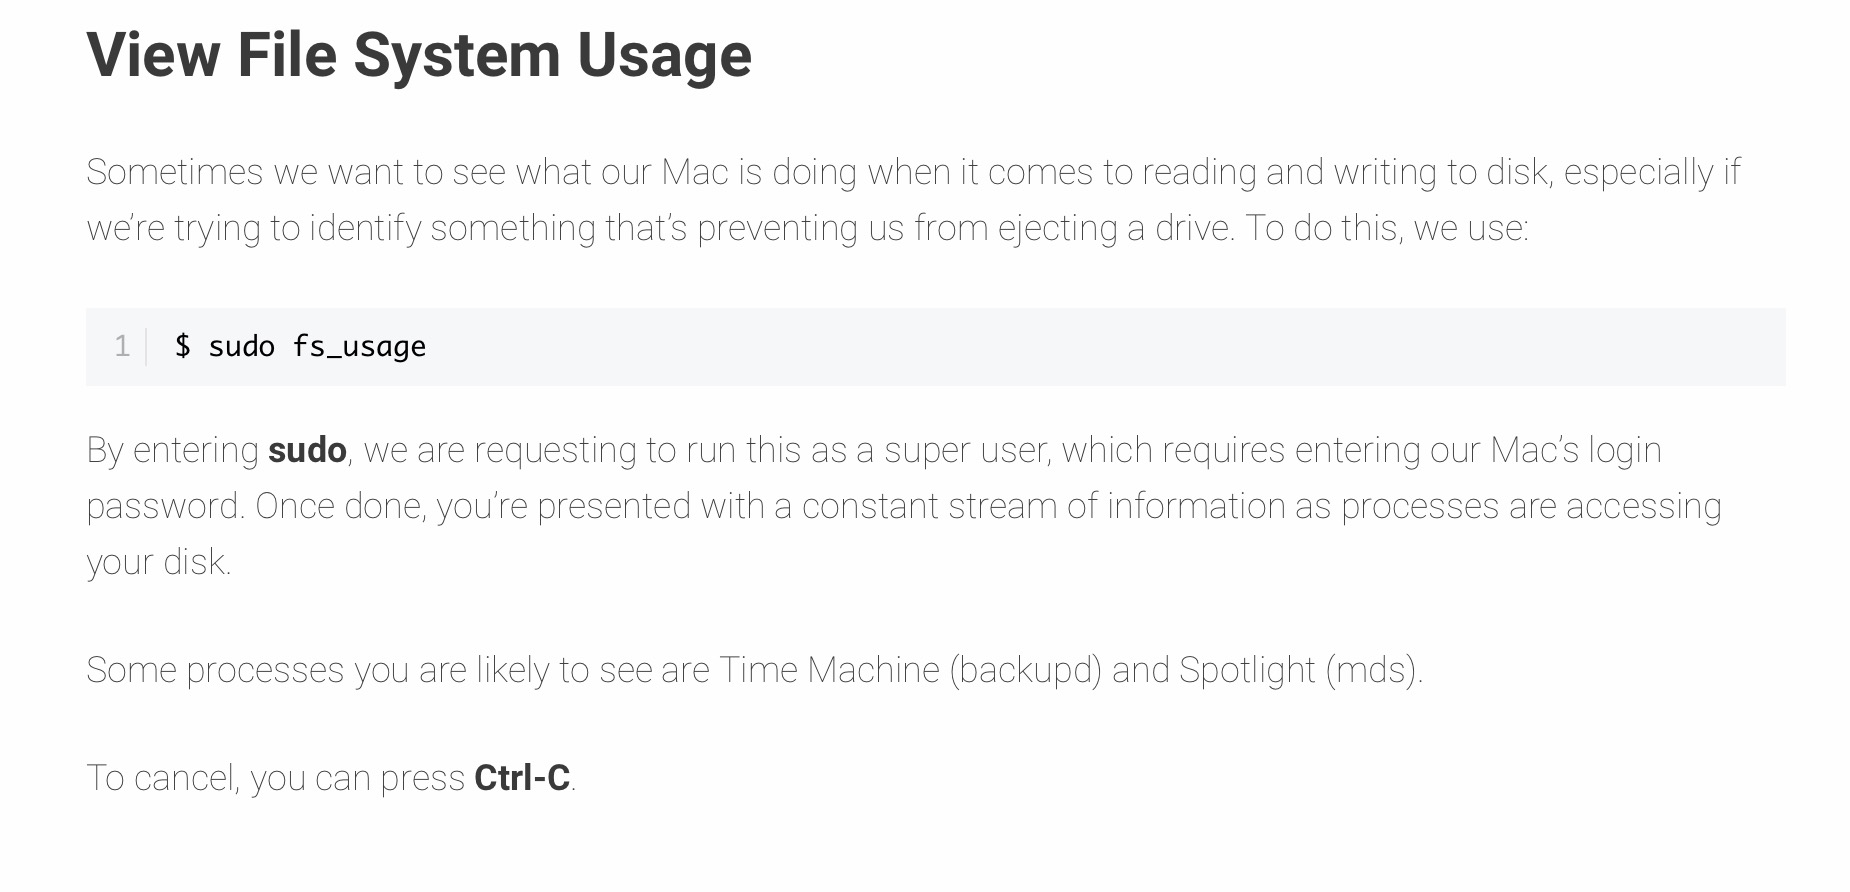 View File System Usage
Sometimes we want to see what our Mac is doing when it comes to reading and writing to disk, especially if
we’re trying to identify something that’s preventing us from ejecting a drive. To do this, we use:
1 $ sudo fs_usage
By entering sudo, we are requesting to run this as a super user, which requires entering our Mac’s login
password. Once done, you’re presented with a constant stream of information as processes are accessing
your disk.
Some processes you are likely to see are Time Machine (backupd) and Spotlight (mds).
To cancel, you can press Ctrl-C.